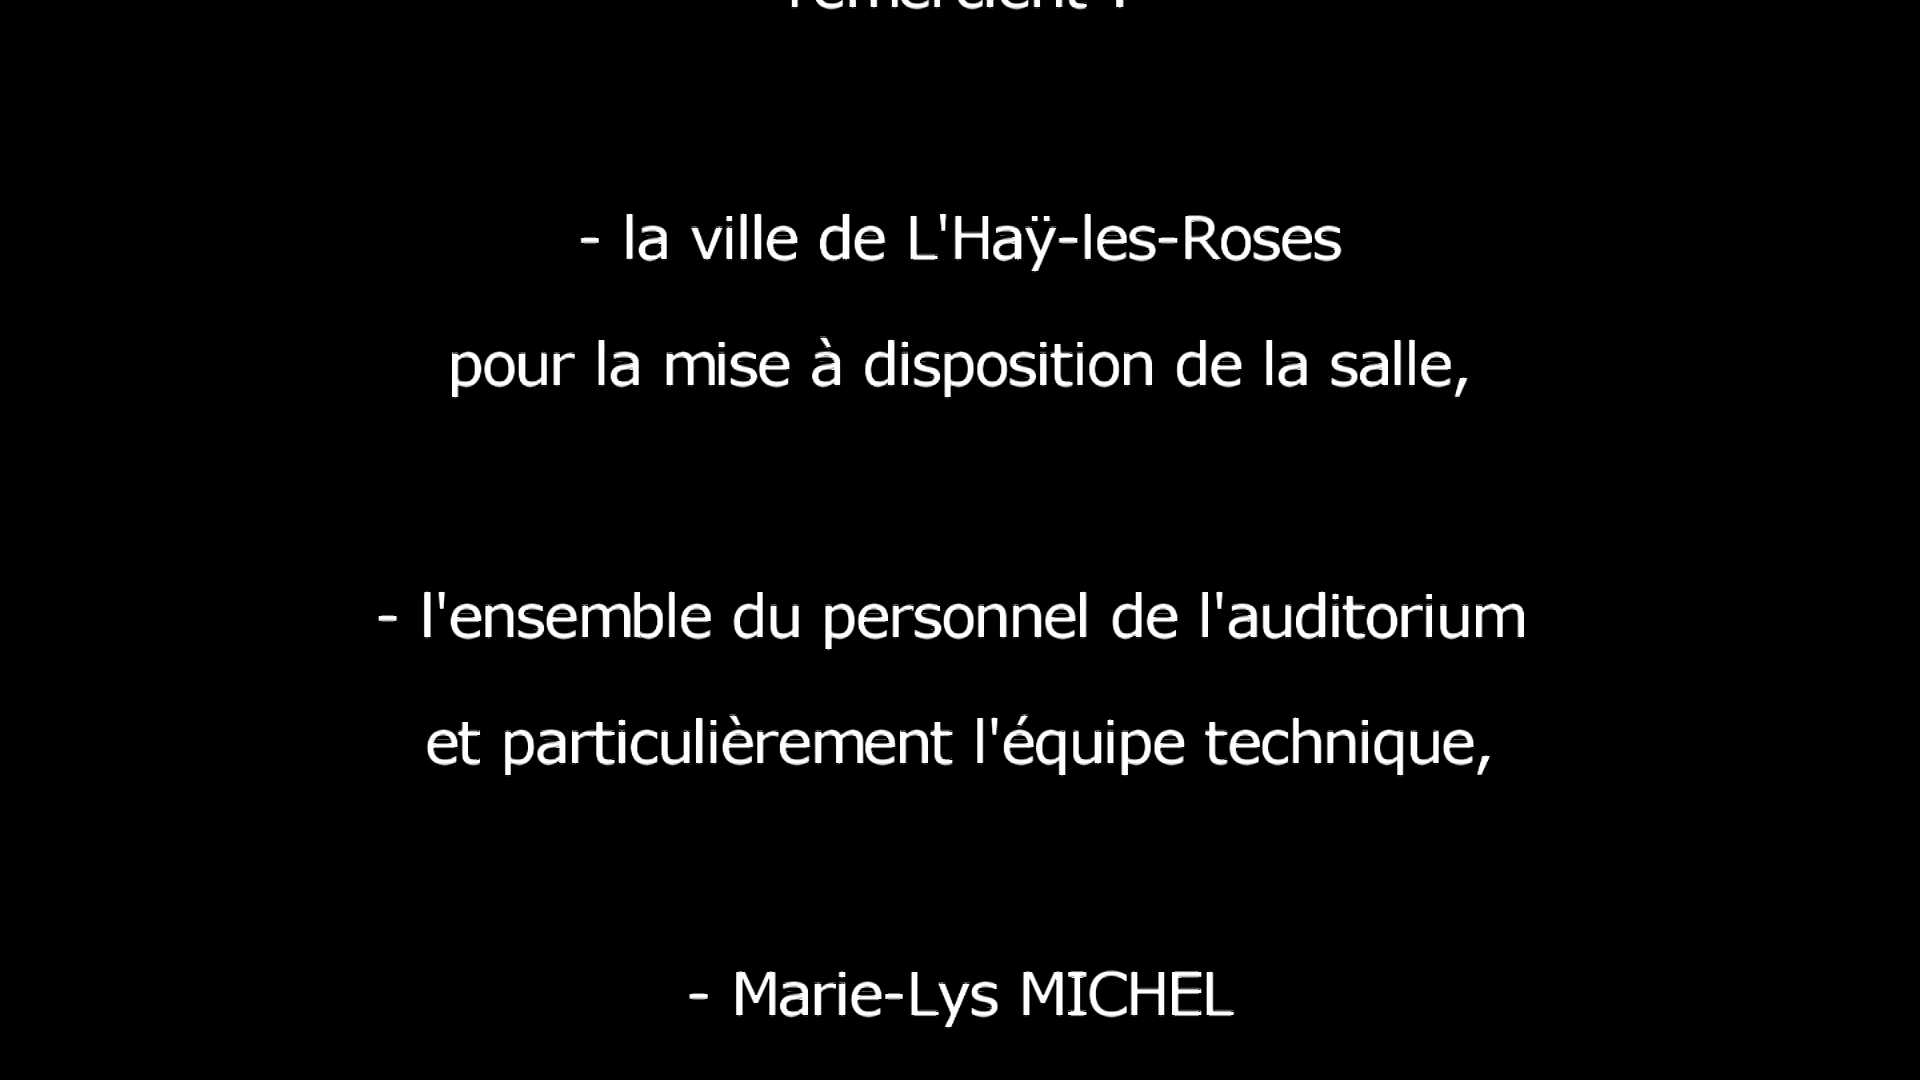 remercient :
- la ville de L'Haÿ-les-Roses
pour la mise à disposition de la salle,
- l'ensemble du personnel de l'auditorium
et particulièrement l'équipe technique,
- Marie-Lys MICHEL